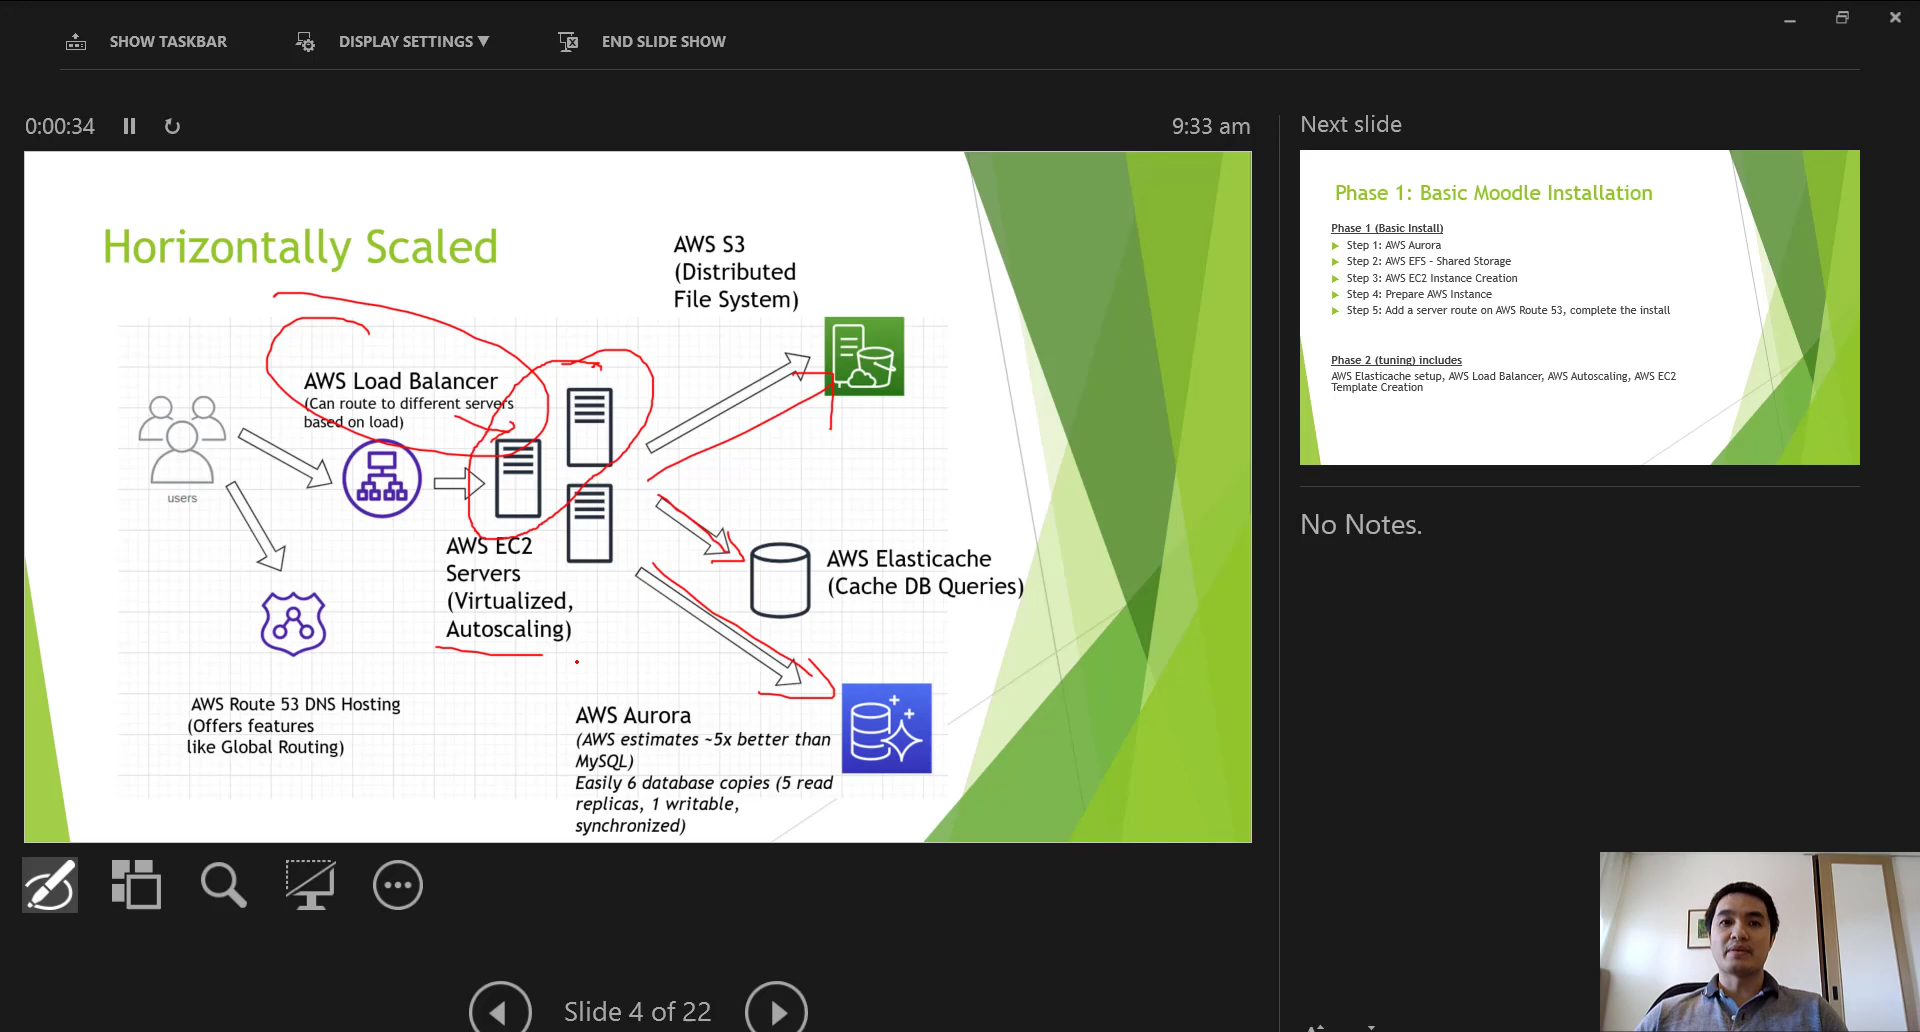 SHOW TASKBAR
DISPLAY SETTINGS ▼
END SLIDE SHOW
0:00:34
9:33 am
Horizontally Scaled
AWS S3
(Distributed
File System)
AWS Load Balancer
(Can route to different servers
based on load)
users
AWS EC2
Servers
(Virtualized,
Autoscaling)
AWS Elasticache
(Cache DB Queries)
AWS Route 53 DNS Hosting
(Offers features
like Global Routing)
AWS Aurora
(AWS estimates ~5x better than
MySQL)
Easily 6 database copies (5 read
replicas, 1 writable,
synchronized)
Slide 4 of 22
Next slide
Phase 1: Basic Moodle Installation
Phase 1 (Basic Install)
Step 1: AWS Aurora
Step 2: AWS EFS – Shared Storage
Step 3: AWS EC2 Instance Creation
Step 4: Prepare AWS Instance
Step 5: Add a server route on AWS Route 53, complete the install
Phase 2 (tuning) includes
AWS Elasticache setup, AWS Load Balancer, AWS Autoscaling, AWS EC2
Template Creation
No Notes.